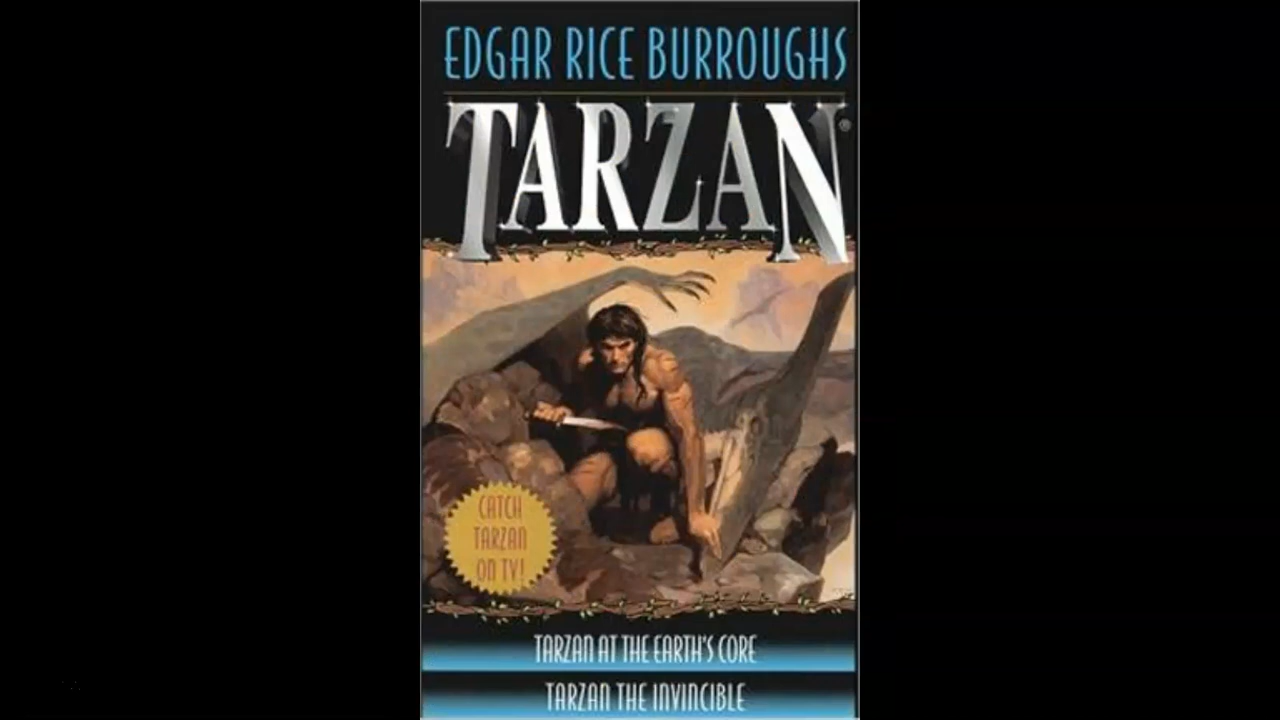 EDGAR RICE BURROUGHS
TARZAN®
CATCH
TARZAN
ON TV!
TARZAN AT THE EARTH'S CORE
TARZAN THE INVINCIBLE